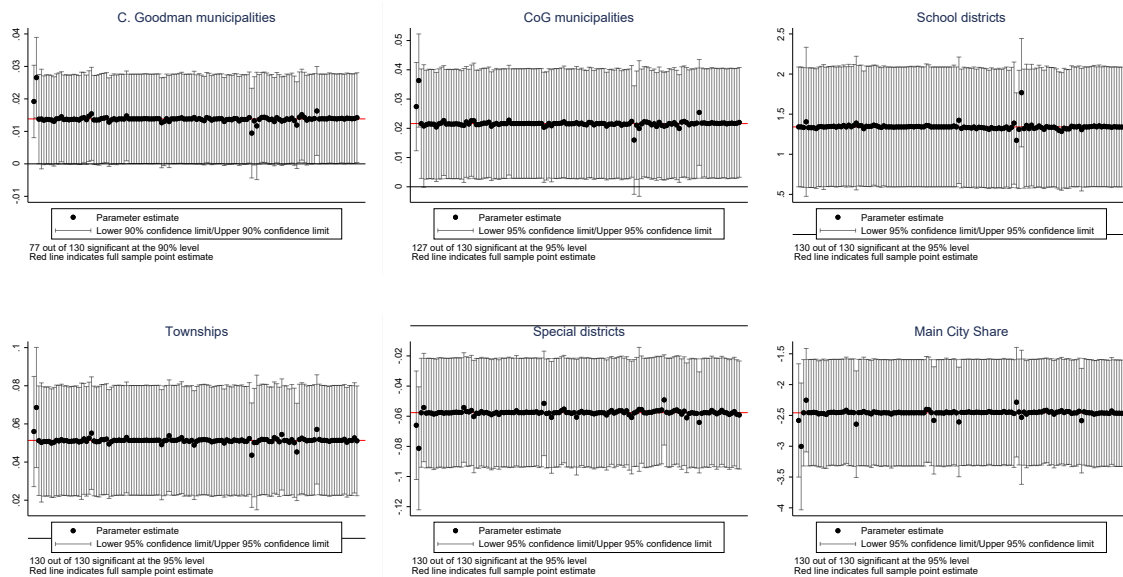 C. Goodman municipalities
.04
.03
.02
.01
0
-.01
Parameter estimate
Lower 90% confidence limit/Upper 90% confidence limit
77 out of 130 significant at the 90% level
Red line indicates full sample point estimate
CoG municipalities
.05
.04
.03
.02
.01
0
Parameter estimate
Lower 95% confidence limit/Upper 95% confidence limit
127 out of 130 significant at the 95% level
Red line indicates full sample point estimate
School districts
2.5
2
1.5
1
.5
Parameter estimate
Lower 95% confidence limit/Upper 95% confidence limit
130 out of 130 significant at the 95% level
Red line indicates full sample point estimate
Townships
.1
.08
.06
.04
.02
Parameter estimate
Lower 95% confidence limit/Upper 95% confidence limit
130 out of 130 significant at the 95% level
Red line indicates full sample point estimate
Special districts
-.02
-.04
-.06
-.08
-.1
-.12
Parameter estimate
Lower 95% confidence limit/Upper 95% confidence limit
130 out of 130 significant at the 95% level
Red line indicates full sample point estimate
Main City Share
-1.5
-2
-2.5
-3
-3.5
-4
Parameter estimate
Lower 95% confidence limit/Upper 95% confidence limit
130 out of 130 significant at the 95% level
Red line indicates full sample point estimate